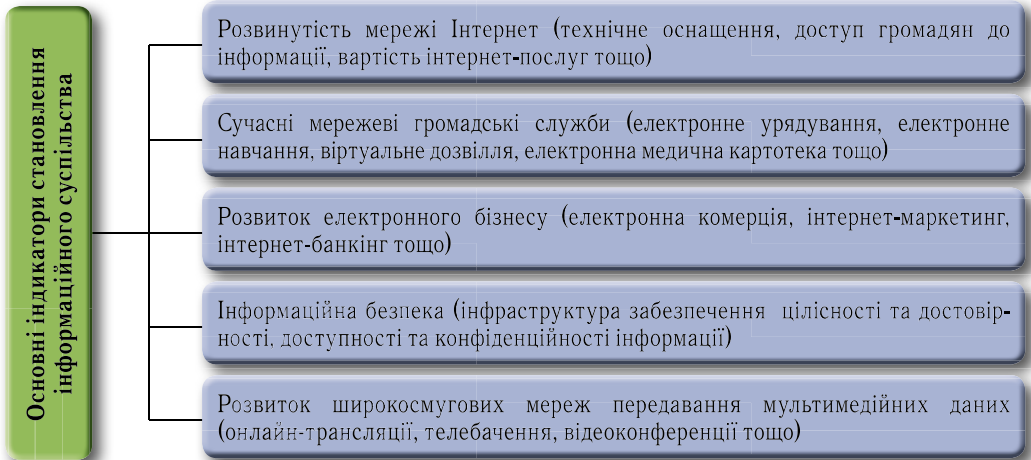 Основні індикатори становлення
інформаційного суспільства
Розвинутість мережі Інтернет (технічне оснащення, доступ громадян до
інформації, вартість інтернет-послуг тощо)
Сучасні мережеві громадські служби (електронне урядування, електронне
навчання, віртуальне дозвілля, електронна медична картотека тощо)
Розвиток електронного бізнесу (електронна комерція, інтернет-маркетинг,
інтернет-банкінг тощо)
Інформаційна безпека (інфраструктура забезпечення цілісності та достовір-
ності, доступності та конфіденційності інформації)
Розвиток широкосмугових мереж передавання мультимедійних даних
(онлайн-трансляції, телебачення, відеоконференції тощо)